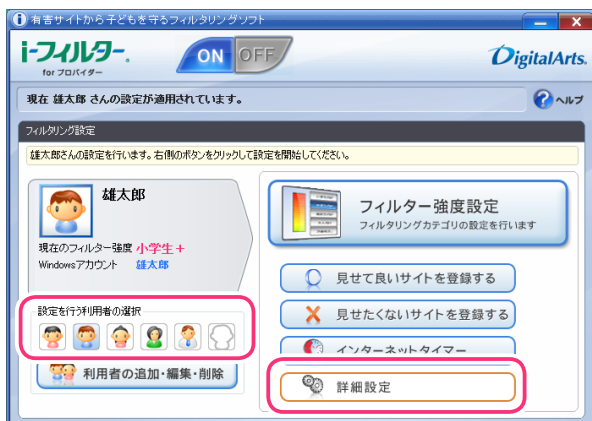 有害サイトから子どもを守るフィルタリングソフト
i-フィルター.
for プロバイダー
ON OFF
DigitalArts.
現在 雄太郎 さんの設定が適用されています。
ヘルプ
フィルタリング設定
雄太郎さんの設定を行います。右側のボタンをクリックして設定を開始してください。
雄太郎
現在のフィルター強度 小学生+
Windowsアカウント 雄太郎
設定を行う利用者の選択
利用者の追加・編集・削除
フィルター強度設定
フィルタリングカテゴリの設定を行います
見せて良いサイトを登録する
見せたくないサイトを登録する
インターネットタイマー
詳細設定